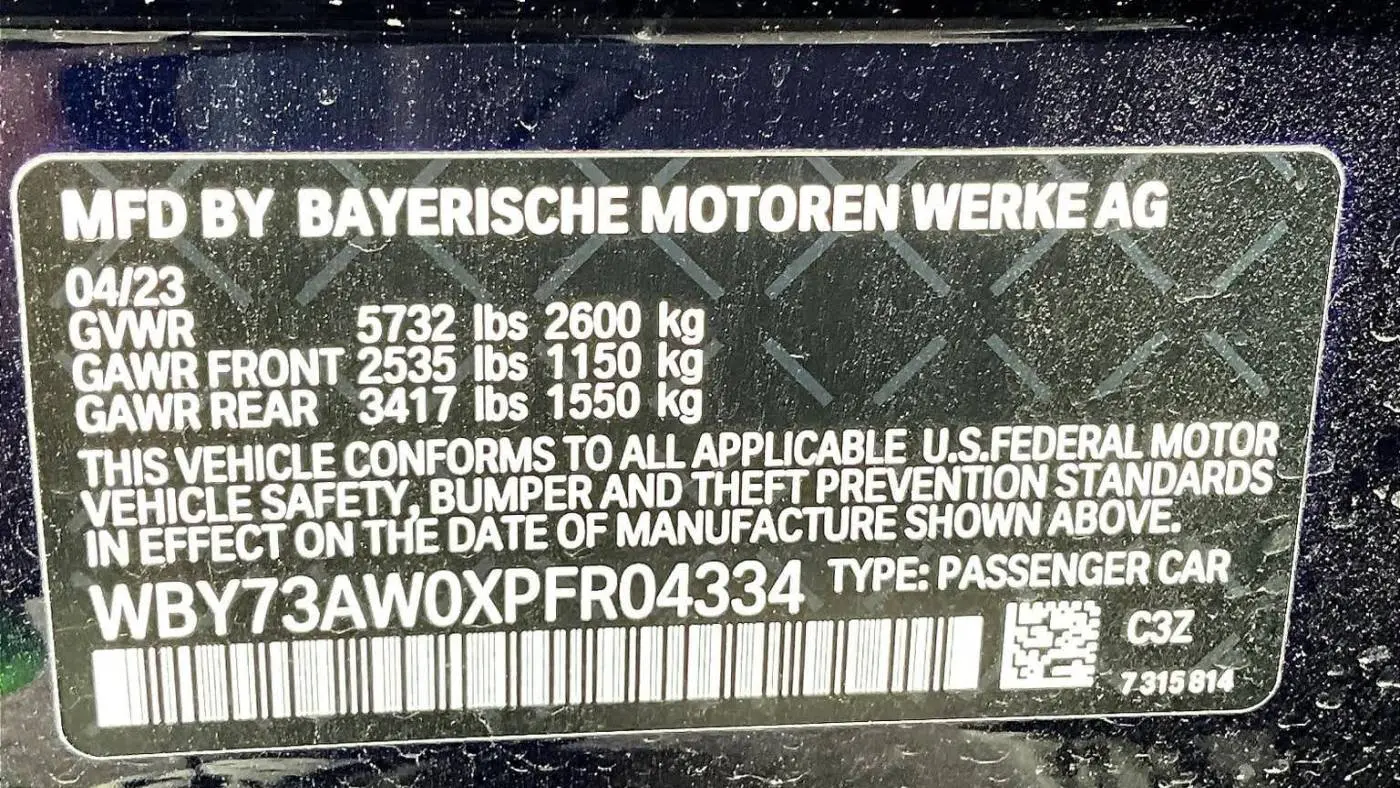 MFD BY BAYERISCHE MOTOREN WERKE AG
04/23
GVWR 5732 lbs 2600 kg
GAWR FRONT 2535 lbs 1150 kg
GAWR REAR 3417 lbs 1550 kg
THIS VEHICLE CONFORMS TO ALL APPLICABLE U.S.FEDERAL MOTOR
VEHICLE SAFETY, BUMPER AND THEFT PREVENTION STANDARDS
IN EFFECT ON THE DATE OF MANUFACTURE SHOWN ABOVE.
WBY73AW0XPFR04334 TYPE: PASSENGER CAR
C3Z
7 315 814